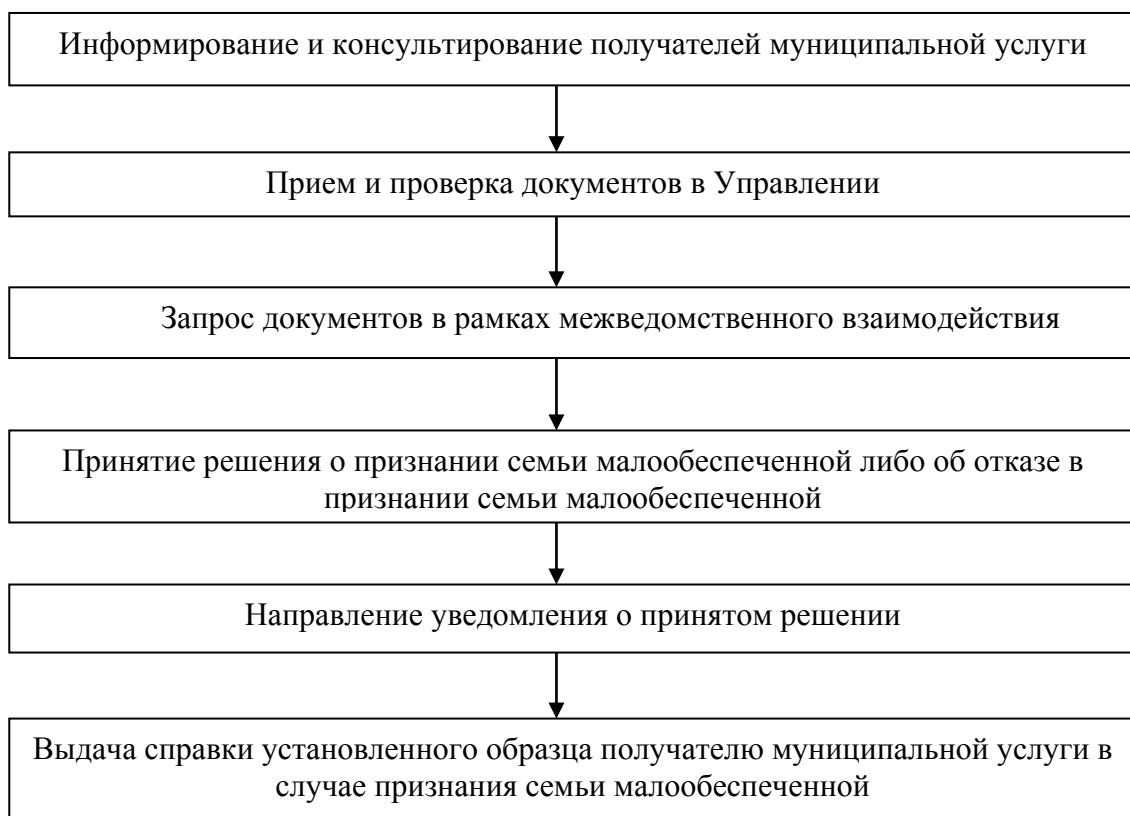 Информирование и консультирование получателей муниципальной услуги
Прием и проверка документов в Управлении
Запрос документов в рамках межведомственного взаимодействия
Принятие решения о признании семьи малообеспеченной либо об отказе в
признании семьи малообеспеченной
Направление уведомления о принятом решении
Выдача справки установленного образца получателю муниципальной услуги в
случае признания семьи малообеспеченной